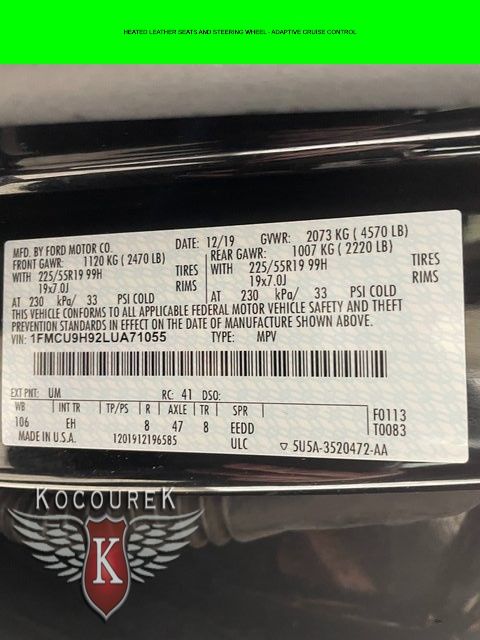 HEATED LEATHER SEATS AND STEERING WHEEL - ADAPTIVE CRUISE CONTROL
MFD. BY FORD MOTOR CO. DATE: 12/19 GVWR: 2073 KG ( 4570 LB)
FRONT GAWR: 1120 KG ( 2470 LB) REAR GAWR: 1007 KG ( 2220 LB)
WITH 225/55R19 99H TIRES WITH 225/55R19 99H TIRES
19x7.0J RIMS 19x7.0J RIMS
AT 230 kPa/ 33 PSI COLD AT 230 kPa/ 33 PSI COLD
THIS VEHICLE CONFORMS TO ALL APPLICABLE FEDERAL MOTOR VEHICLE SAFETY AND THEFT
PREVENTION STANDARDS IN EFFECT ON THE DATE OF MANUFACTURE SHOWN ABOVE.
VIN: 1FMCU9H92LUA71055 TYPE: MPV
EXT PNT: UM RC: 41 DSO:
WB INT TR TP/PS R AXLE TR SPR F0113
106 EH 8 47 8 EEDD T0083
MADE IN U.S.A. 1201912196585 ULC ▽ 5U5A-3520472-AA
KOCOUREK
K